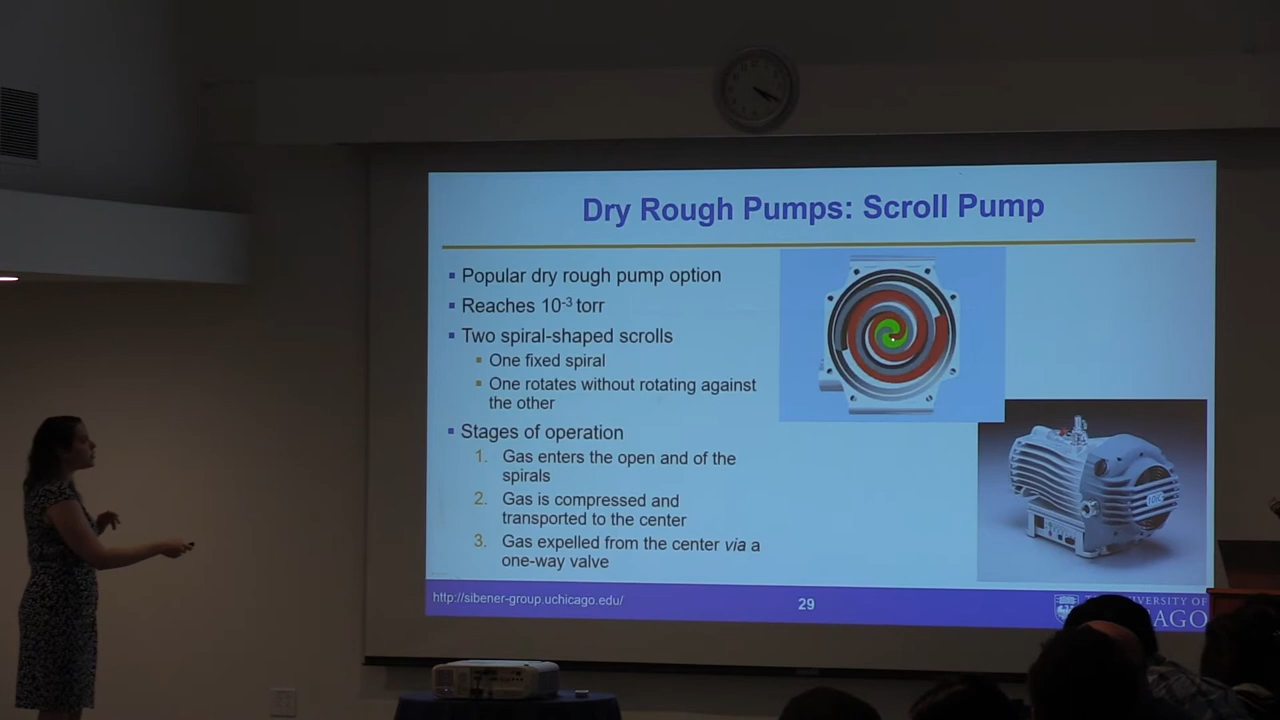 Dry Rough Pumps: Scroll Pump
▪ Popular dry rough pump option
▪ Reaches 10⁻³ torr
▪ Two spiral-shaped scrolls
▪ One fixed spiral
▪ One rotates without rotating against
the other
▪ Stages of operation
1. Gas enters the open and of the
spirals
2. Gas is compressed and
transported to the center
3. Gas expelled from the center via a
one-way valve
http://sibener-group.uchicago.edu/
29
UNIVERSITY OF
AGO